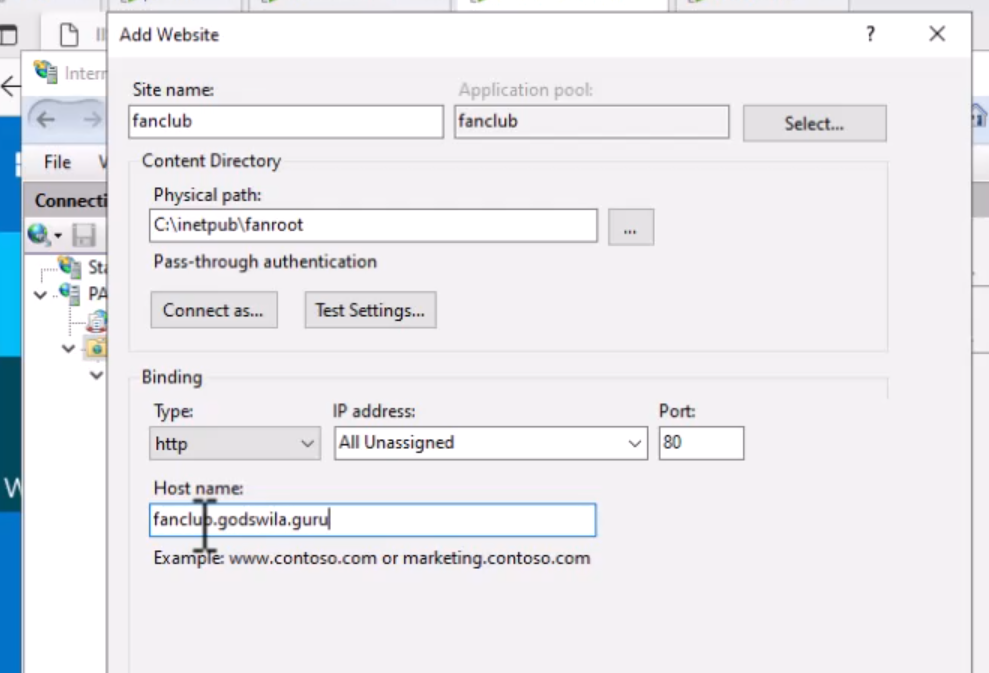 Add Website
?
Intern
Site name:
Application pool:
fanclub
fanclub
Select...
File
Content Directory
Physical path:
Connecti
C:\inetpub\fanroot
...
Pass-through authentication
Sta
PA
Connect as...
Test Settings...
Binding
Type:
IP address:
Port:
http
All Unassigned
80
Host name:
fanclub.godswila.guru
Example: www.contoso.com or marketing.contoso.com